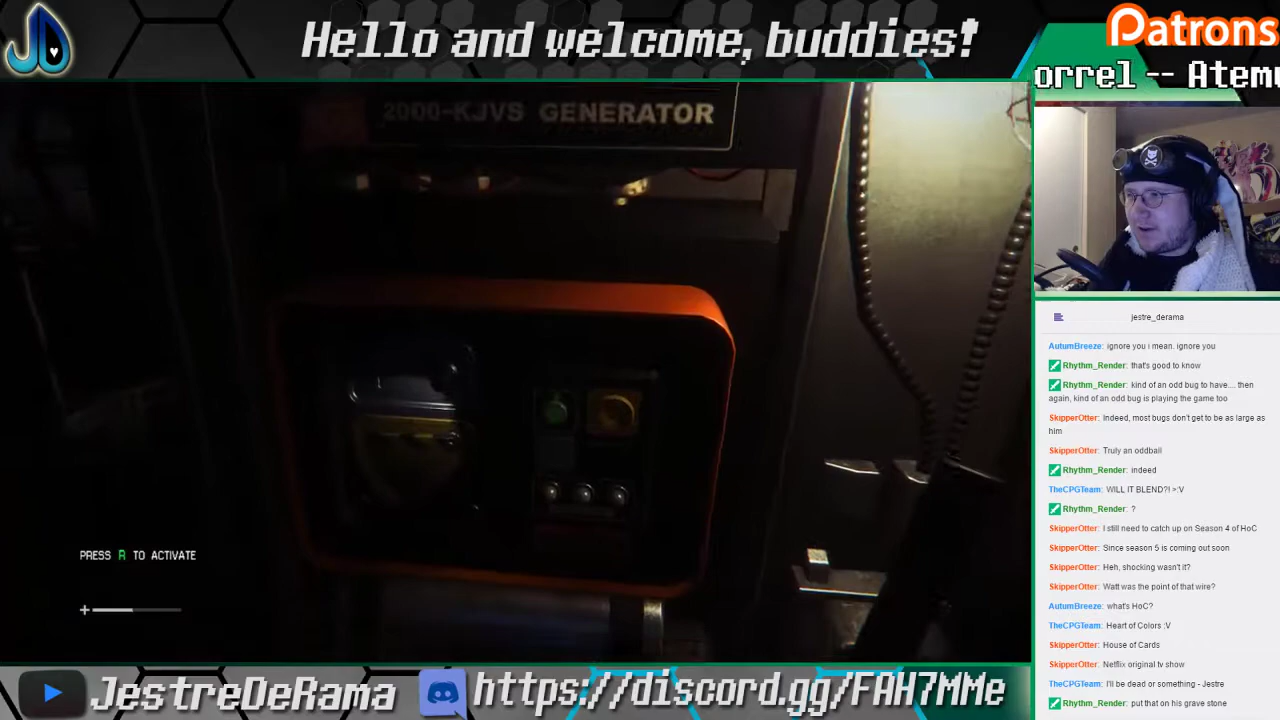 Hello and welcome, buddies!
Patrons
orrel -- Atemu
JD
2000-KJVS GENERATOR
PRESS A TO ACTIVATE
jestre_derama
AutumBreeze: ignore you i mean. ignore you
Rhythm_Render: that's good to know
Rhythm_Render: kind of an odd bug to have... then
again, kind of an odd bug is playing the game too
SkipperOtter: Indeed, most bugs don't get to be as large as
him
SkipperOtter: Truly an oddball
Rhythm_Render: indeed
TheCPGTeam: WILL IT BLEND?! >:V
Rhythm_Render: ?
SkipperOtter: I still need to catch up on Season 4 of HoC
SkipperOtter: Since season 5 is coming out soon
SkipperOtter: Heh, shocking wasn't it?
SkipperOtter: Watt was the point of that wire?
AutumBreeze: what's HoC?
TheCPGTeam: Heart of Colors :V
SkipperOtter: House of Cards
SkipperOtter: Netflix original tv show
TheCPGTeam: I'll be dead or something - Jestre
Rhythm_Render: put that on his grave stone
JestreDeRama
https://discord.gg/FAH7MMe